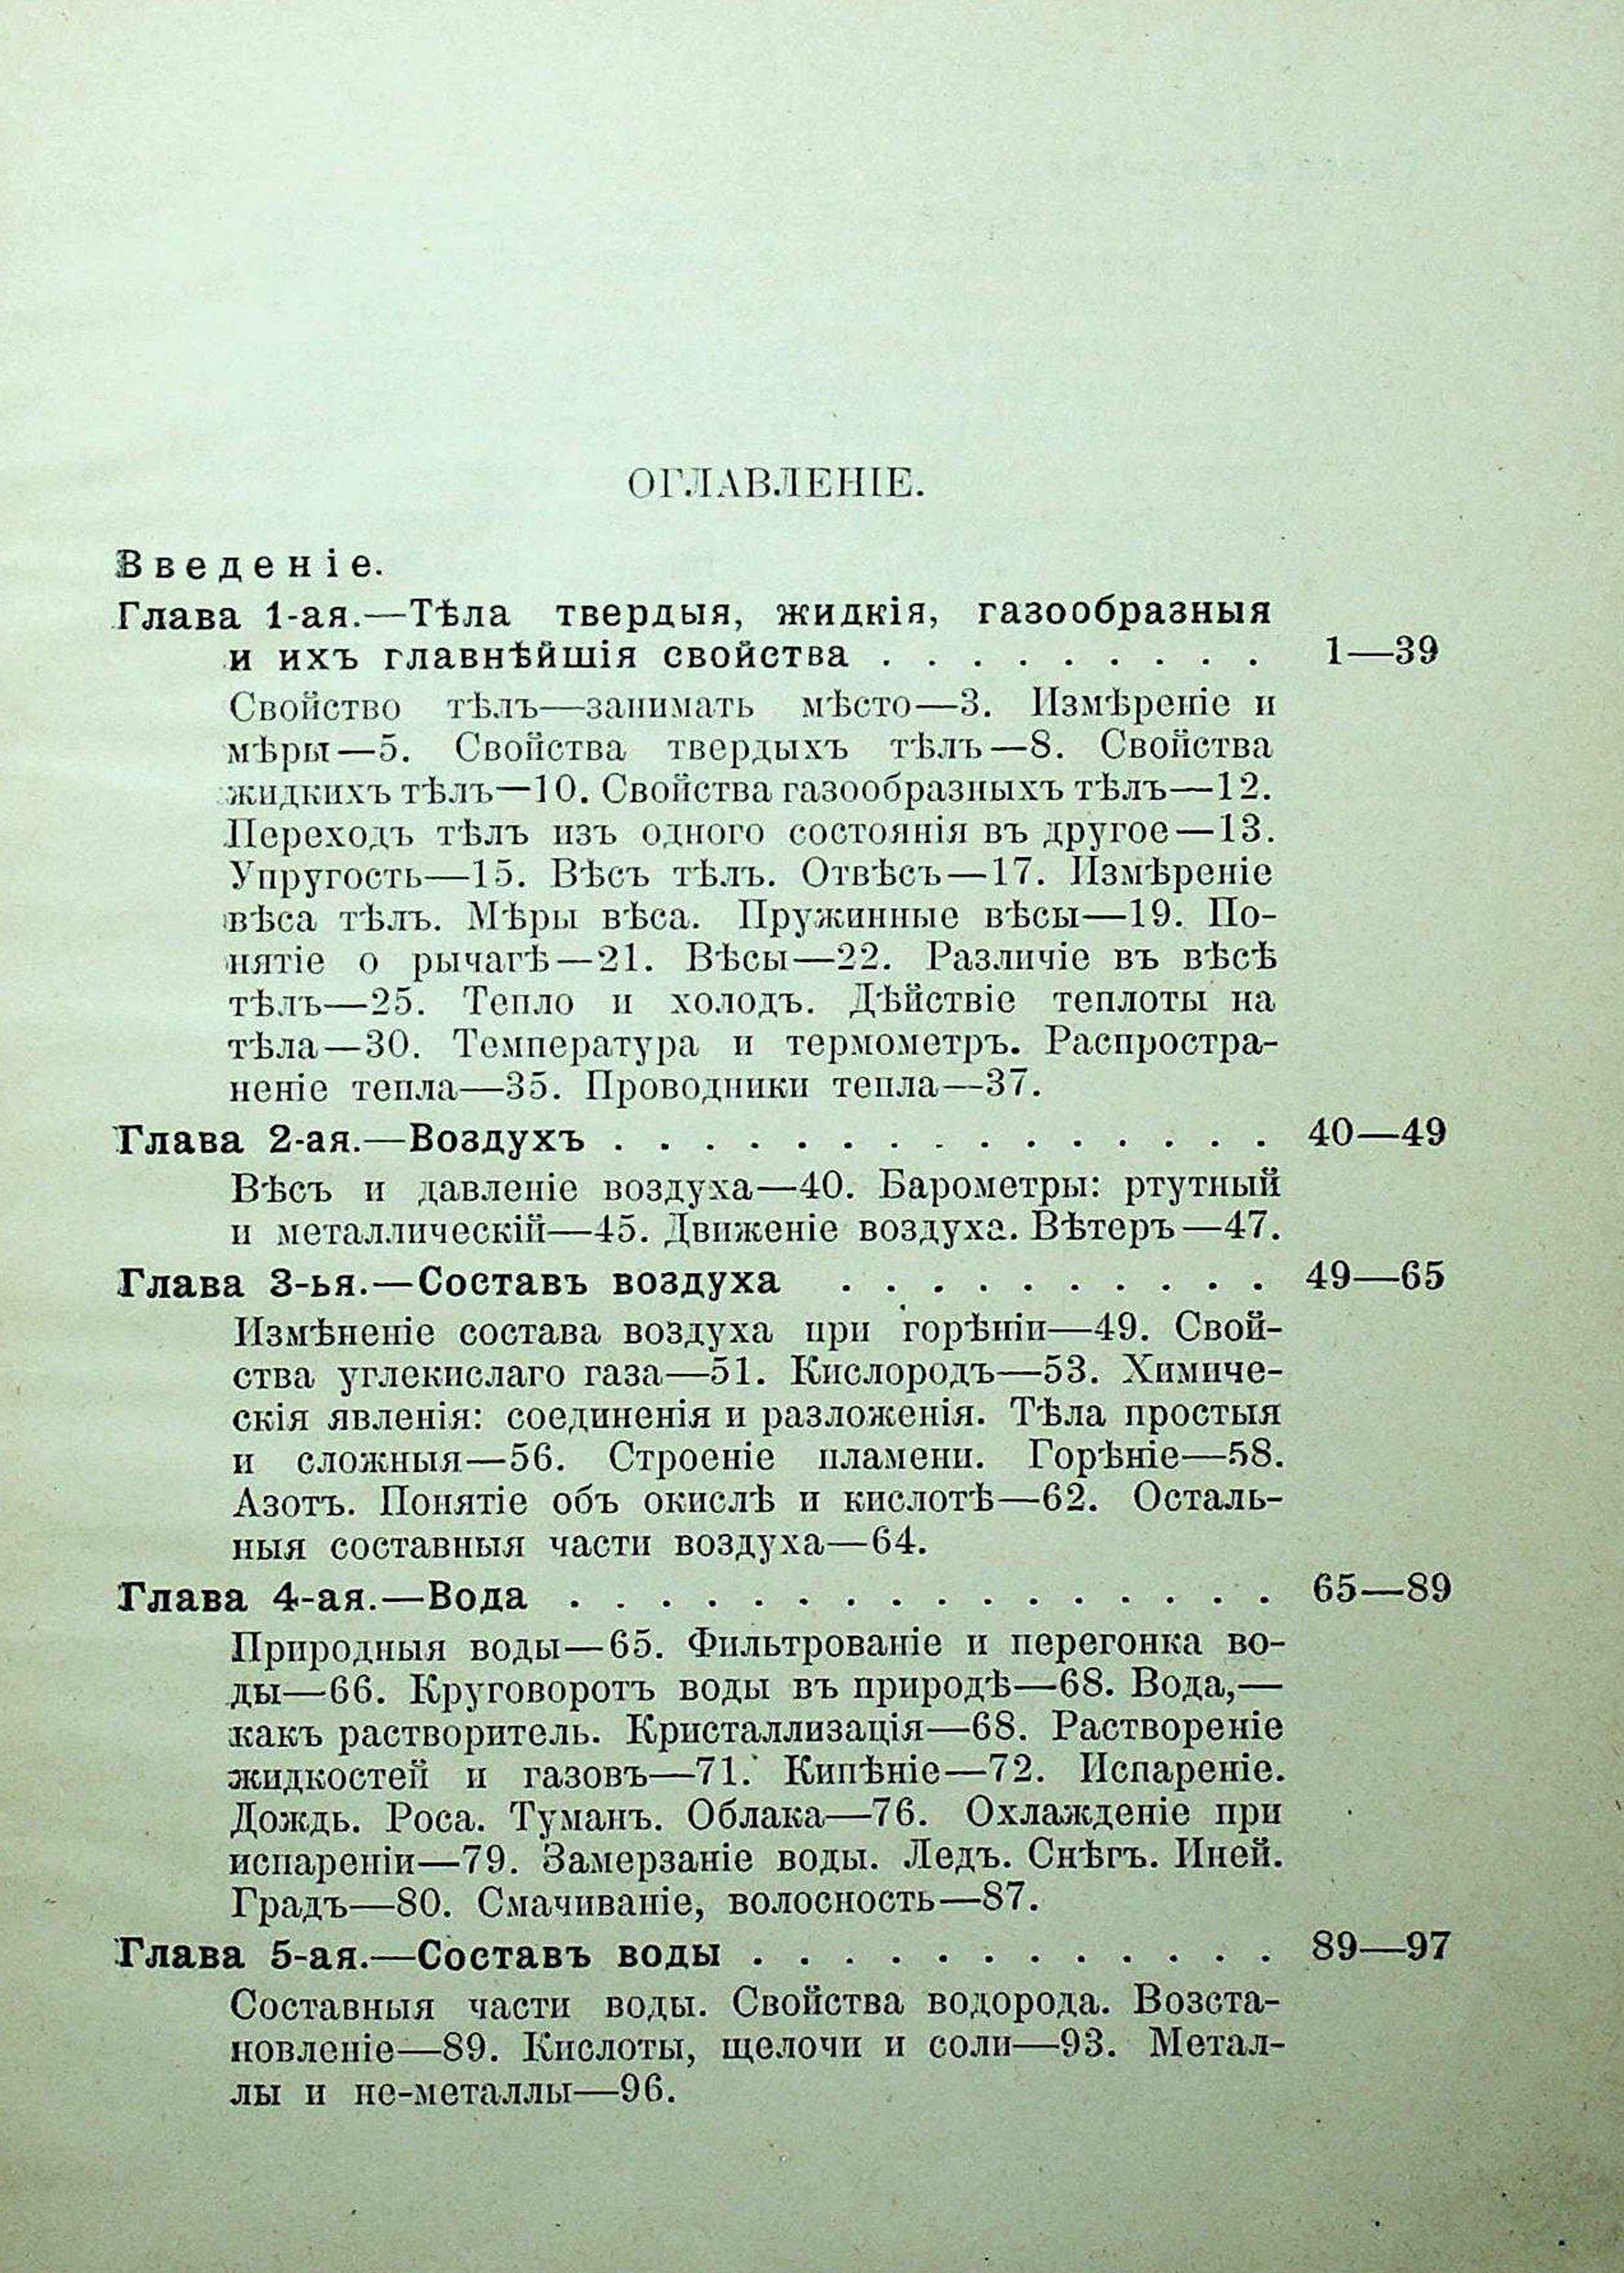 ОГЛАВЛЕНІЕ.
Введеніе.
Глава 1-ая.—Тѣла твердыя, жидкія, газообразныя
и ихъ главнѣйшія свойства . . . . . . . . . 1—39
Свойство тѣлъ—занимать мѣсто—3. Измѣреніе и
мѣры—5. Свойства твердыхъ тѣлъ—8. Свойства
жидкихъ тѣлъ—10. Свойства газообразныхъ тѣлъ—12.
Переходъ тѣлъ изъ одного состоянія въ другое—13.
Упругость—15. Вѣсъ тѣлъ. Отвѣсъ—17. Измѣреніе
вѣса тѣлъ. Мѣры вѣса. Пружинные вѣсы—19. По-
нятіе о рычагѣ—21. Вѣсы—22. Различіе въ вѣсѣ
тѣлъ—25. Тепло и холодъ. Дѣйствіе теплоты на
тѣла—30. Температура и термометръ. Распростра-
неніе тепла—35. Проводники тепла—37.
Глава 2-ая.—Воздухъ . . . . . . . . . . . . . . . 40—49
Вѣсъ и давленіе воздуха—40. Барометры: ртутный
и металлическій—45. Движеніе воздуха. Вѣтеръ—47.
Глава 3-ья.—Составъ воздуха . . . . . . . . . . 49—65
Измѣненіе состава воздуха при горѣніи—49. Свой-
ства углекислаго газа—51. Кислородъ—53. Химиче-
скія явленія: соединенія и разложенія. Тѣла простыя
и сложныя—56. Строеніе пламени. Горѣніе—58.
Азотъ. Понятіе объ окислѣ и кислотѣ—62. Осталь-
ныя составныя части воздуха—64.
Глава 4-ая.—Вода . . . . . . . . . . . . . . . . 65—89
Природныя воды—65. Фильтрованіе и перегонка во-
ды—66. Круговоротъ воды въ природѣ—68. Вода,—
какъ растворитель. Кристаллизація—68. Раствореніе
жидкостей и газовъ—71. Кипѣніе—72. Испареніе.
Дождь. Роса. Туманъ. Облака—76. Охлажденіе при
испареніи—79. Замерзаніе воды. Ледъ. Снѣгъ. Иней.
Градъ—80. Смачиваніе, волосность—87.
Глава 5-ая.—Составъ воды . . . . . . . . . . . . 89—97
Составныя части воды. Свойства водорода. Возста-
новленіе—89. Кислоты, щелочи и соли—93. Метал-
лы и не-металлы—96.